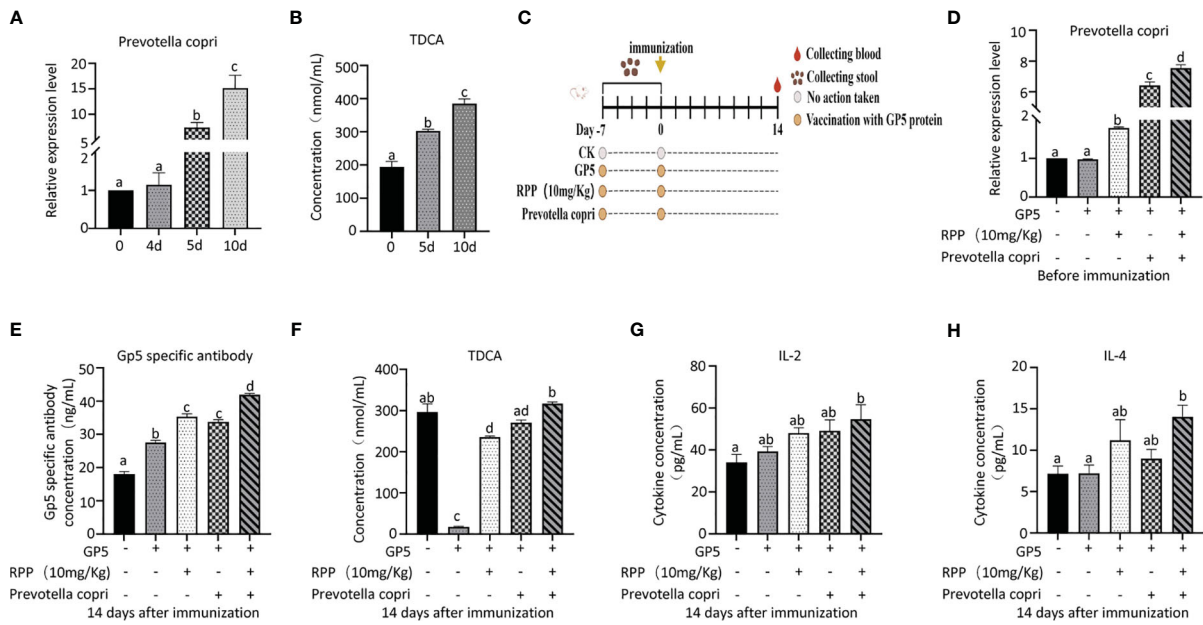 A
Prevotella copri
Relative expression level
20
15
10
5
2
1
0
a
a
b
c
0 4d 5d 10d
B
TDCA
Concentration（nmol/mL）
500
400
300
200
100
0
a
b
c
0 5d 10d
C
immunization
Day -7 0 14
CK
GP5
RPP（10mg/Kg）
Prevotella copri
Collecting blood
Collecting stool
No action taken
Vaccination with GP5 protein
D
Prevotella copri
Relative expression level
10
8
6
2
1
0
a a b c d
GP5 - + + + +
RPP（10mg/Kg） - - + - +
Prevotella copri - - - + +
Before immunization
E
Gp5 specific antibody
Gp5 specific antibody
concentration（ng/mL）
50
40
30
20
10
0
a b c c d
GP5 - + + + +
RPP（10mg/Kg） - - + - +
Prevotella copri - - - + +
14 days after immunization
F
TDCA
Concentration（nmol/mL）
400
300
200
100
0
ab c d ad b
GP5 - + + + +
RPP（10mg/Kg） - - + - +
Prevotella copri - - - + +
14 days after immunization
G
IL-2
Cytokine concentration
（pg/mL）
80
60
40
20
0
a ab ab ab b
GP5 - + + + +
RPP（10mg/Kg） - - + - +
Prevotella copri - - - + +
14 days after immunization
H
IL-4
Cytokine concentration
（pg/mL）
20
15
10
5
0
a a ab ab b
GP5 - + + + +
RPP（10mg/Kg） - - + - +
Prevotella copri - - - + +
14 days after immunization